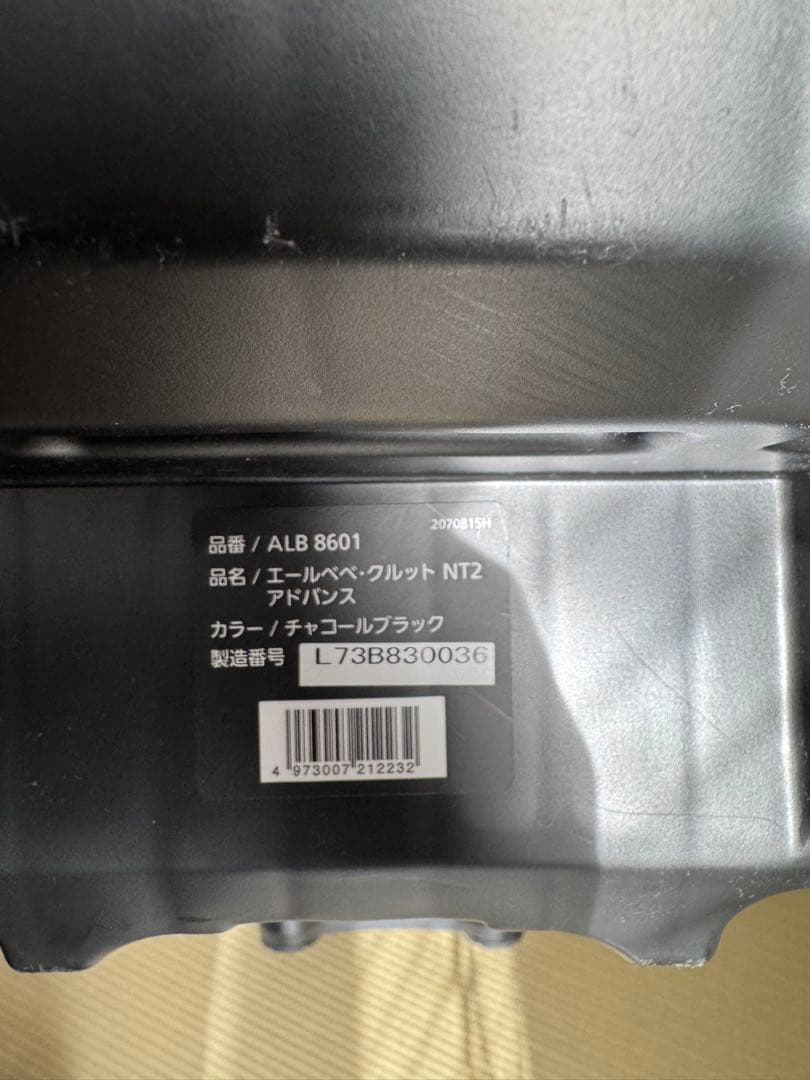 2070815H
品番 / ALB 8601
品名 / エールベベ・クルット NT2
アドバンス
カラー / チャコールブラック
製造番号 L73B830036
4 973007 212232